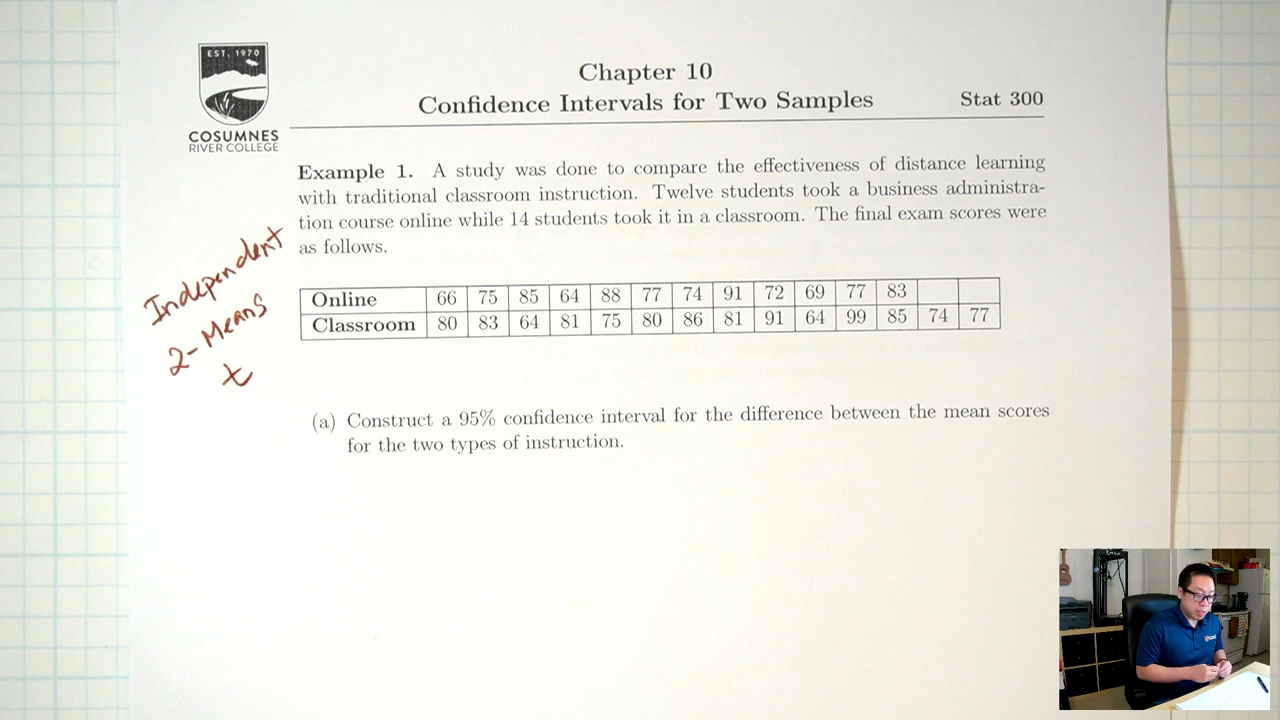 EST. 1970
COSUMNES
RIVER COLLEGE
Chapter 10
Confidence Intervals for Two Samples
Stat 300
Example 1. A study was done to compare the effectiveness of distance learning
with traditional classroom instruction. Twelve students took a business administra-
tion course online while 14 students took it in a classroom. The final exam scores were
as follows.
Independent
2-Means
t
Online 66 75 85 64 88 77 74 91 72 69 77 83
Classroom 80 83 64 81 75 80 86 81 91 64 99 85 74 77
(a) Construct a 95% confidence interval for the difference between the mean scores
for the two types of instruction.